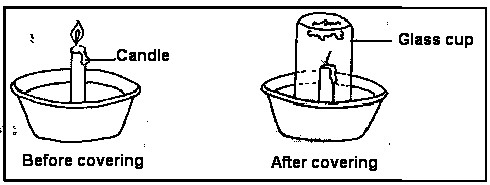 Candle
Glass cup
Before covering
After covering